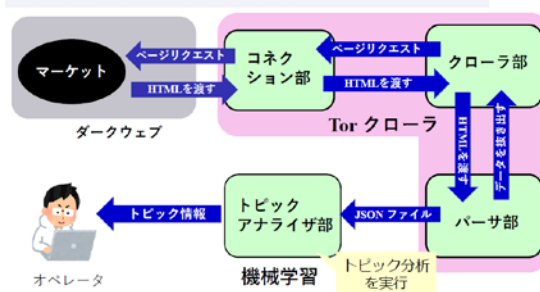 マーケット
ページリクエスト
HTMLを渡す
ダークウェブ
コネク
ション部
ページリクエスト
HTMLを渡す
クローラ部
Tor クローラ
HTMLを渡す
データを抜き出す
パーサ部
JSON ファイル
トピック
アナライザ部
トピック情報
オペレータ
機械学習
トピック分析
を実行